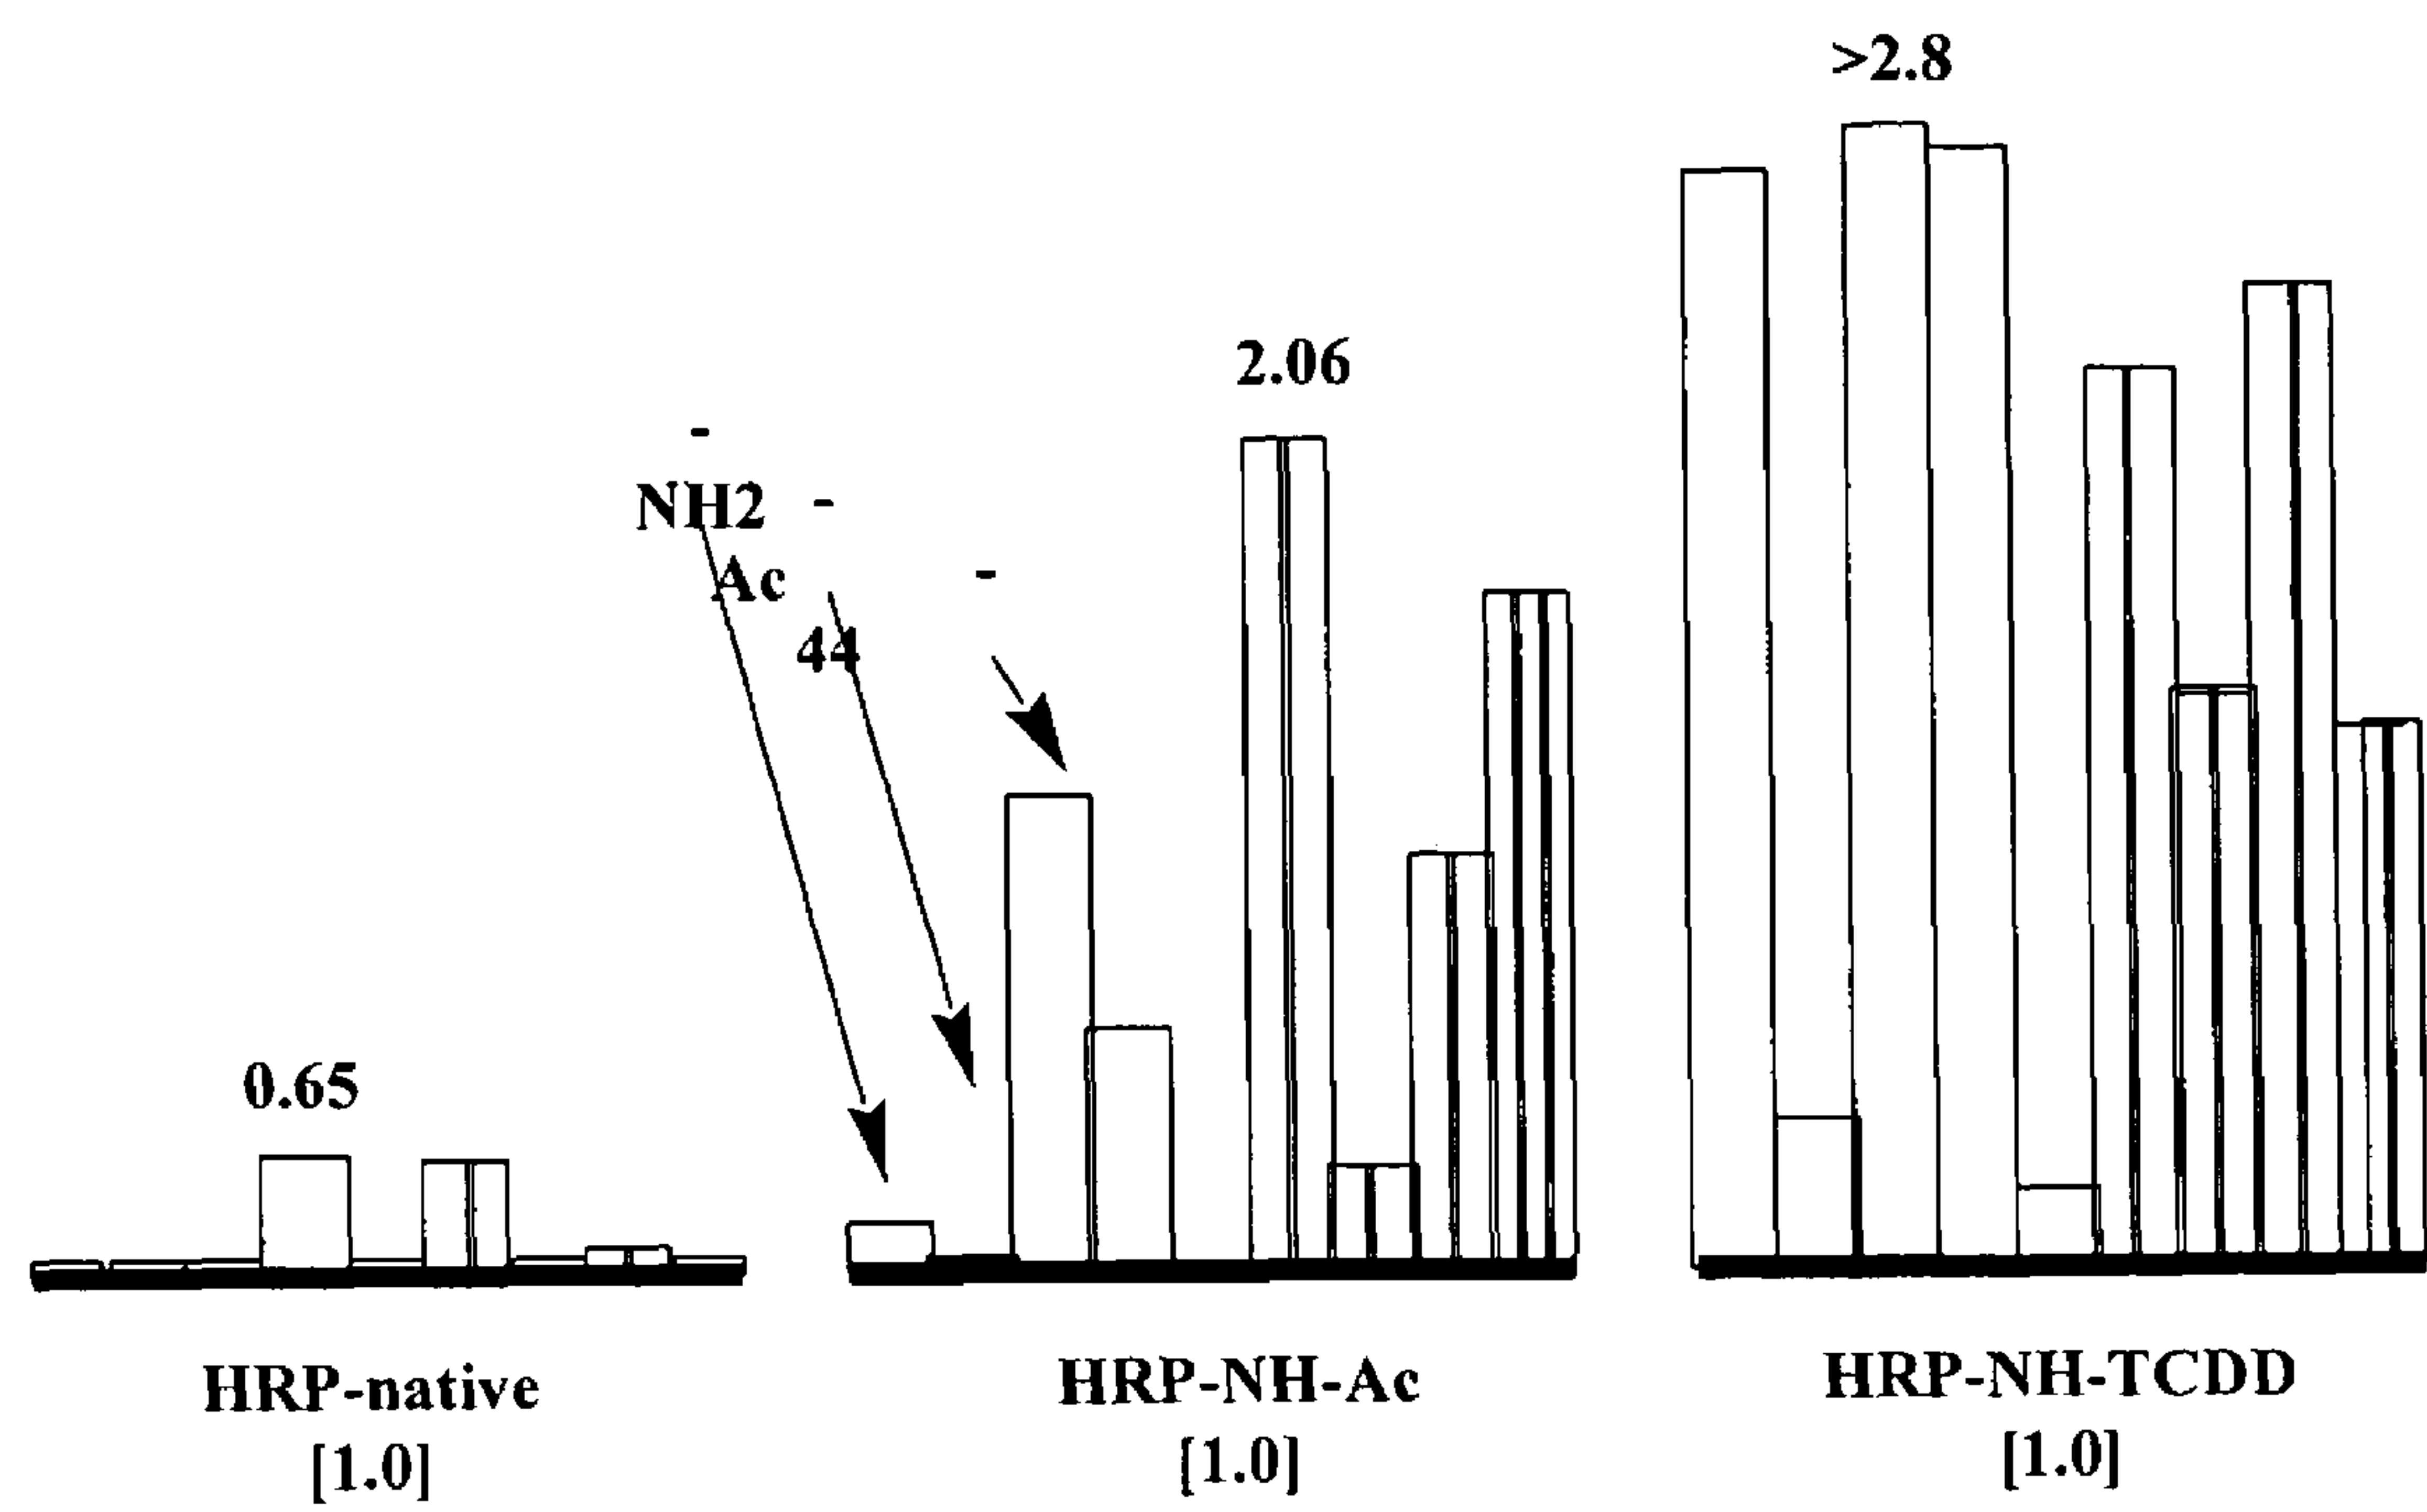 >2.8
2.06
-
NH2 -
Ac -
44
0.65
HRP-native
[1.0]
HRP-NH-Ac
[1.0]
HRP-NH-TCDD
[1.0]